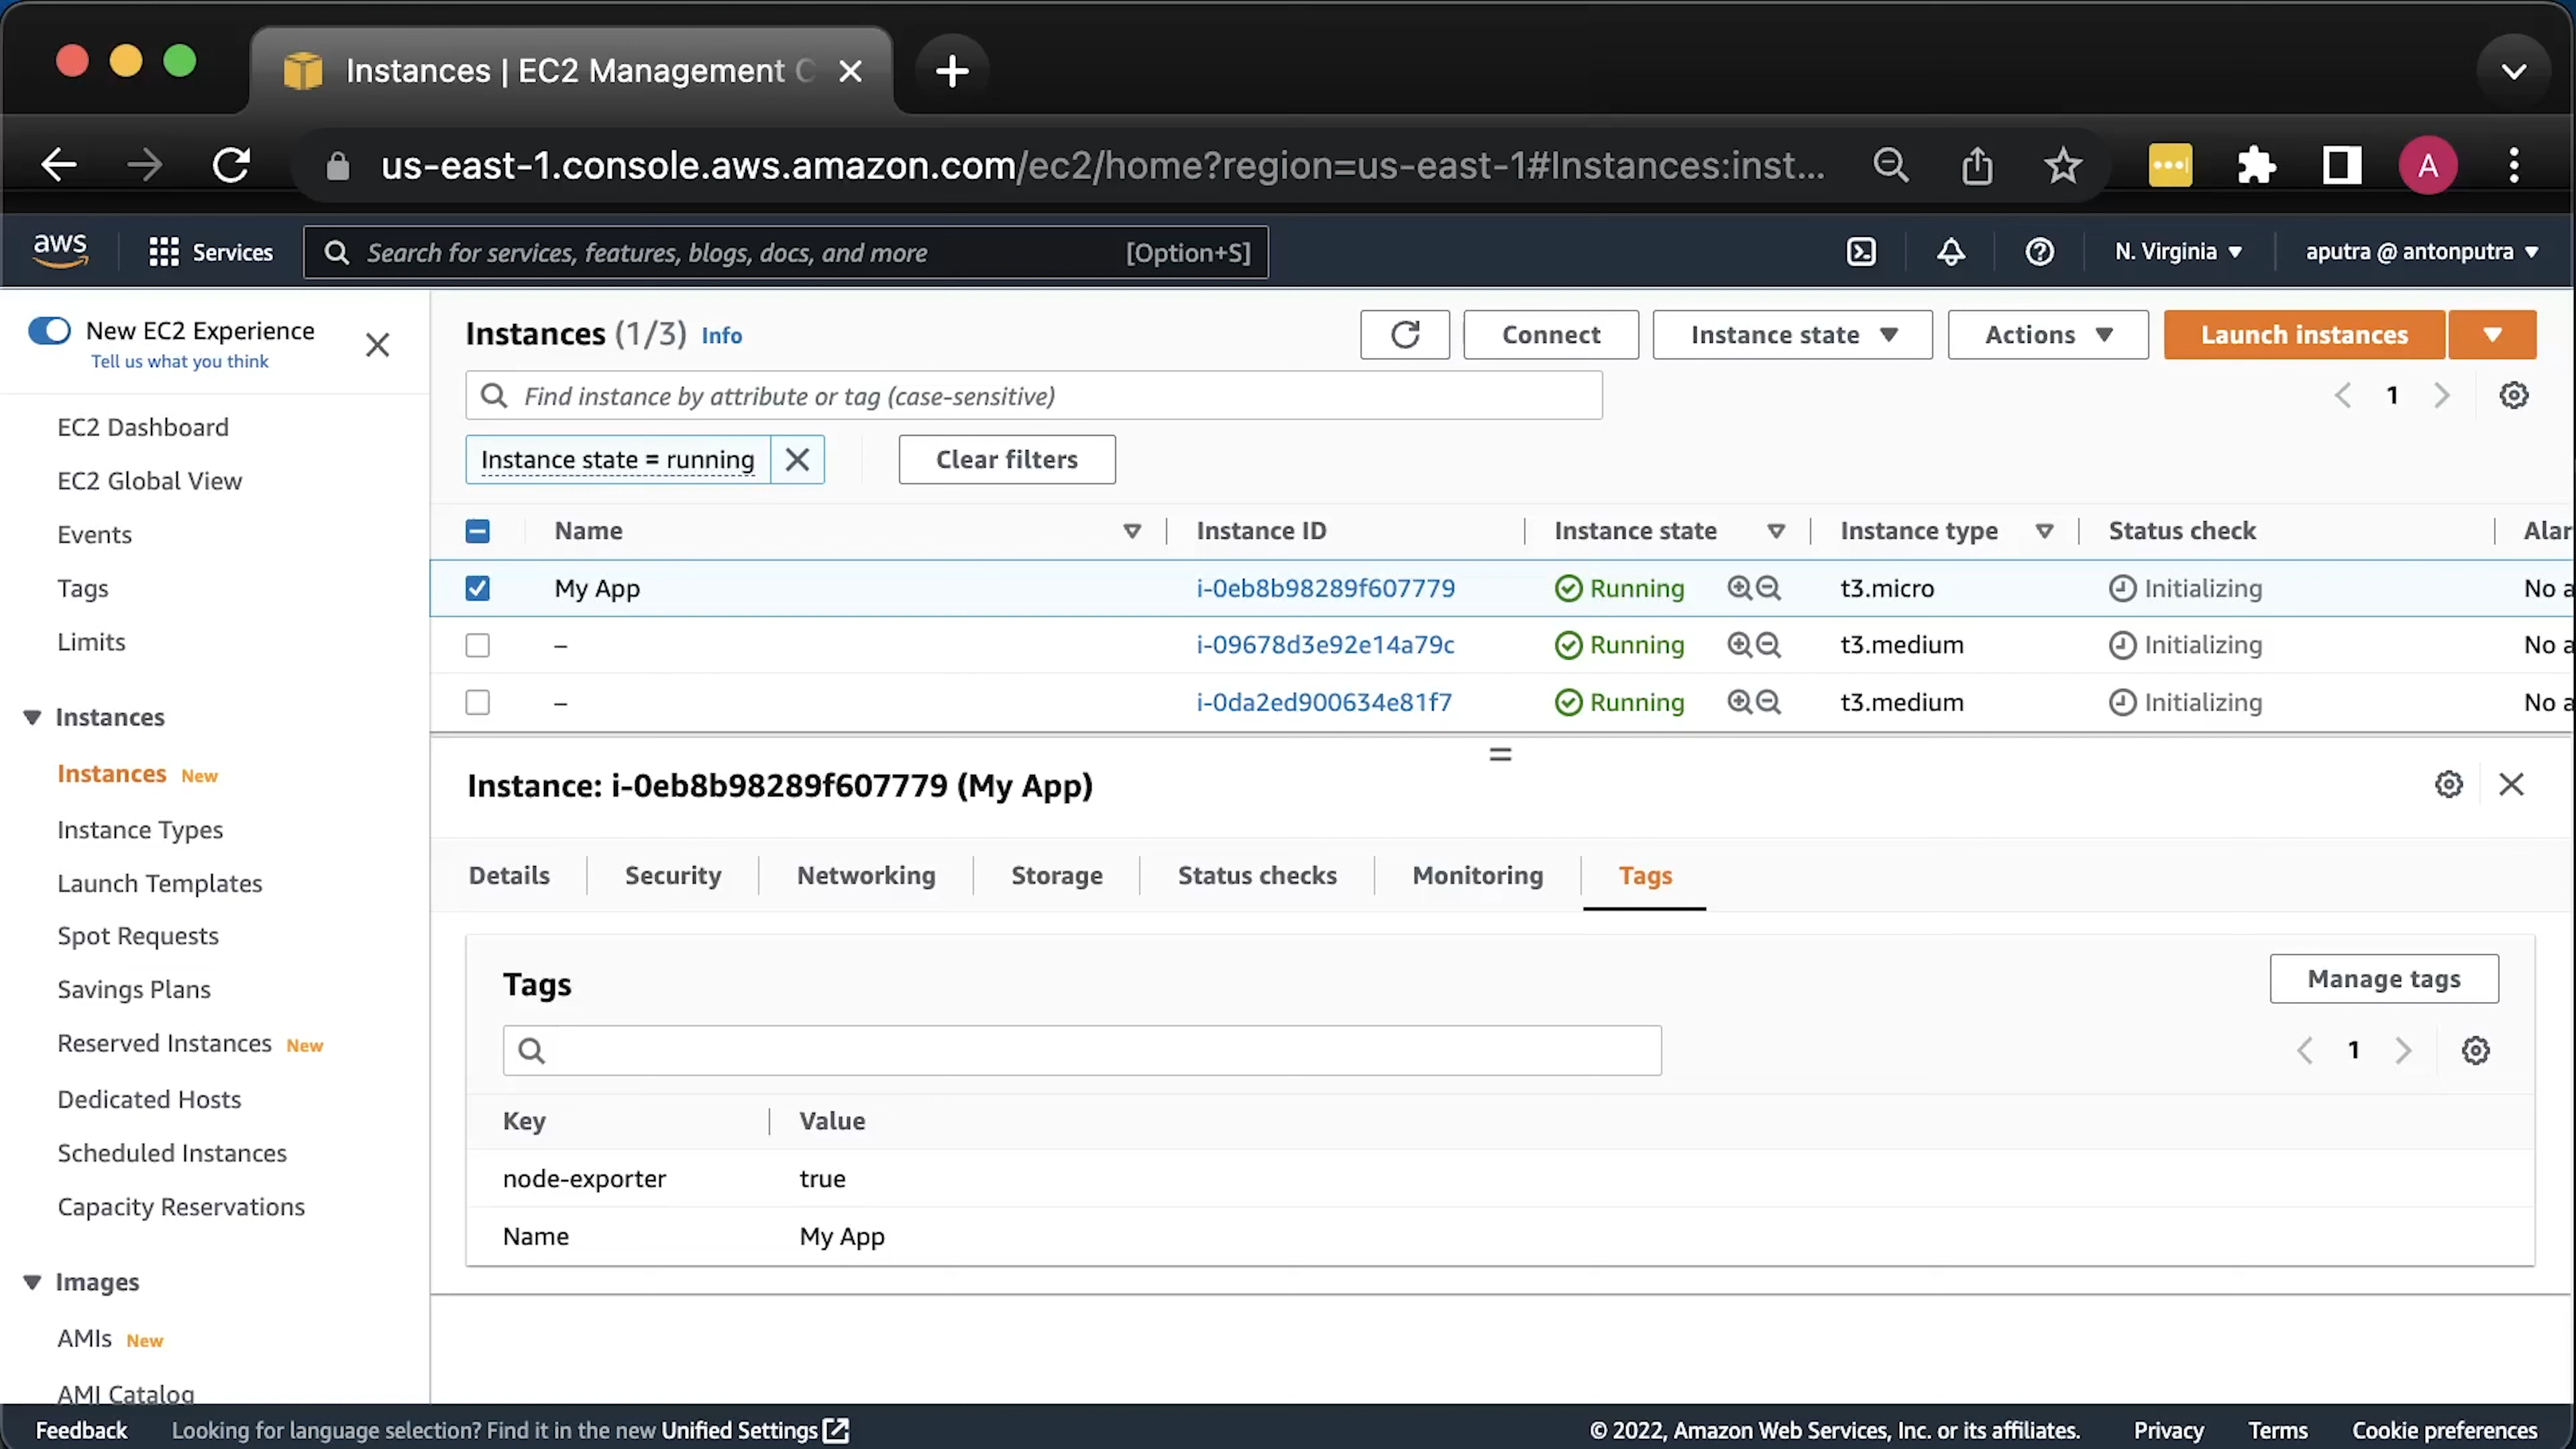 Instances | EC2 Management C
us-east-1.console.aws.amazon.com/ec2/home?region=us-east-1#Instances:inst...
A
aws
Services
Search for services, features, blogs, docs, and more [Option+S]
N. Virginia
aputra @ antonputra
New EC2 Experience
Tell us what you think
EC2 Dashboard
EC2 Global View
Events
Tags
Limits
Instances
Instances New
Instance Types
Launch Templates
Spot Requests
Savings Plans
Reserved Instances New
Dedicated Hosts
Scheduled Instances
Capacity Reservations
Images
AMIs New
AMI Catalog
Instances (1/3) Info
Connect
Instance state
Actions
Launch instances
Find instance by attribute or tag (case-sensitive)
1
Instance state = running
Clear filters
Name Instance ID Instance state Instance type Status check Alar
My App i-0eb8b98289f607779 Running t3.micro Initializing No a
– i-09678d3e92e14a79c Running t3.medium Initializing No a
– i-0da2ed900634e81f7 Running t3.medium Initializing No a
Instance: i-0eb8b98289f607779 (My App)
Details Security Networking Storage Status checks Monitoring Tags
Tags
Manage tags
1
Key Value
node-exporter true
Name My App
Feedback Looking for language selection? Find it in the new Unified Settings © 2022, Amazon Web Services, Inc. or its affiliates. Privacy Terms Cookie preferences